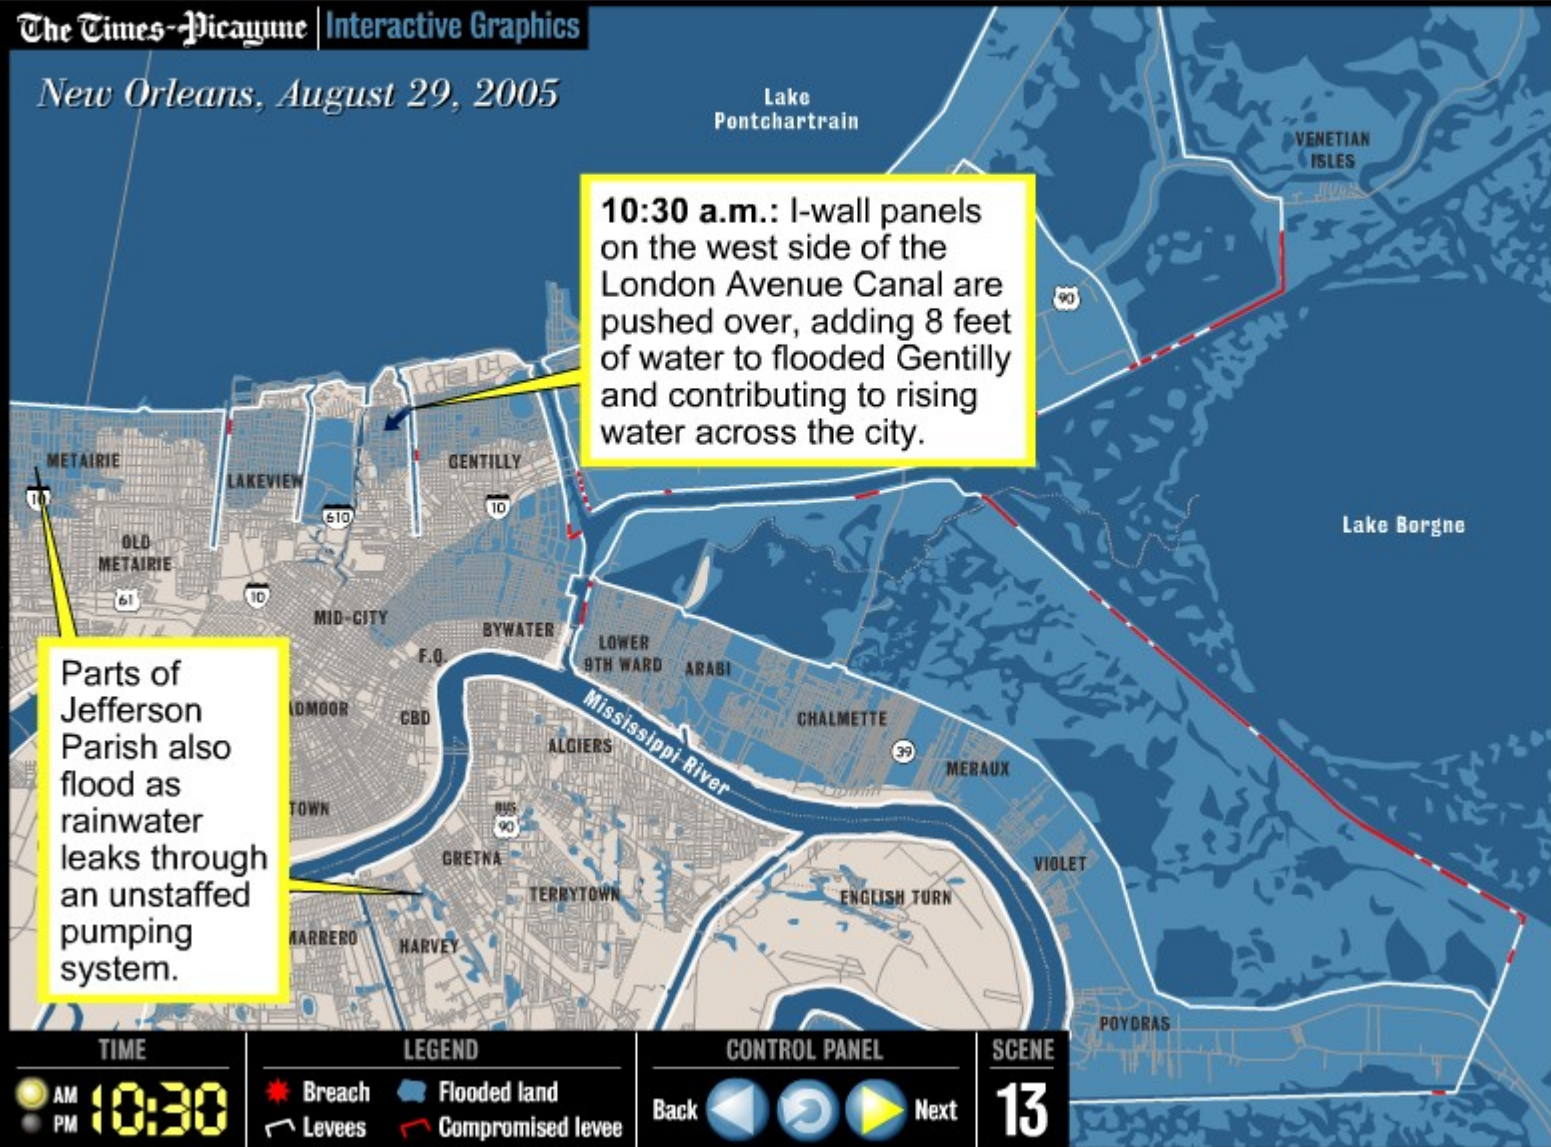 The Times-Picayune | Interactive Graphics
New Orleans, August 29, 2005
Lake
Pontchartrain
VENETIAN
ISLES
10:30 a.m.: I-wall panels
on the west side of the
London Avenue Canal are
pushed over, adding 8 feet
of water to flooded Gentilly
and contributing to rising
water across the city.
90
METAIRIE
10
LAKEVIEW
GENTILLY
10
610
OLD
METAIRIE
Lake Borgne
61
10
MID-CITY
BYWATER
F.Q.
LOWER
9TH WARD
ARABI
Parts of
Jefferson
Parish also
flood as
rainwater
leaks through
an unstaffed
pumping
system.
ADMOOR
CBD
Mississippi River
CHALMETTE
ALGIERS
39
MERAUX
TOWN
BUS
90
GRETNA
TERRYTOWN
VIOLET
ENGLISH TURN
MARRERO
HARVEY
POYDRAS
TIME
AM
PM
10:30
LEGEND
Breach
Flooded land
Levees
Compromised levee
CONTROL PANEL
Back
Next
SCENE
13